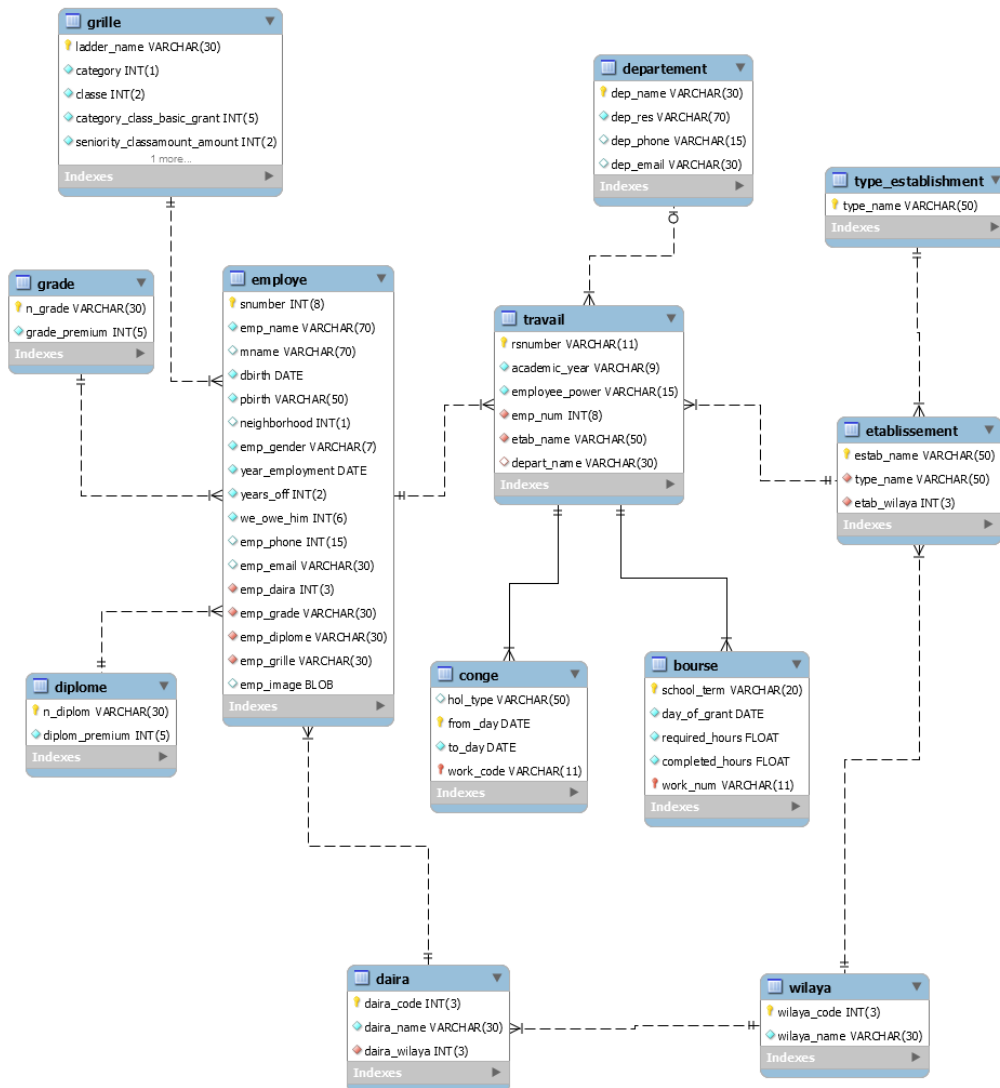 grille
ladder_name VARCHAR(30)
category INT(1)
classe INT(2)
category_class_basic_grant INT(5)
seniority_classamount_amount INT(2)
1 more...
Indexes
departement
dep_name VARCHAR(30)
dep_res VARCHAR(70)
dep_phone VARCHAR(15)
dep_email VARCHAR(30)
Indexes
type_establishment
type_name VARCHAR(50)
Indexes
grade
n_grade VARCHAR(30)
grade_premium INT(5)
Indexes
employe
snumber INT(8)
emp_name VARCHAR(70)
mname VARCHAR(70)
dbirth DATE
pbirth VARCHAR(50)
neighborhood INT(1)
emp_gender VARCHAR(7)
year_employment DATE
years_off INT(2)
we_owe_him INT(6)
emp_phone INT(15)
emp_email VARCHAR(30)
emp_daira INT(3)
emp_grade VARCHAR(30)
emp_diplome VARCHAR(30)
emp_grille VARCHAR(30)
emp_image BLOB
Indexes
travail
rsnumber VARCHAR(11)
academic_year VARCHAR(9)
employee_power VARCHAR(15)
emp_num INT(8)
etab_name VARCHAR(50)
depart_name VARCHAR(30)
Indexes
etablissement
estab_name VARCHAR(50)
type_name VARCHAR(50)
etab_wilaya INT(3)
Indexes
diplome
n_diplom VARCHAR(30)
diplom_premium INT(5)
Indexes
conge
hol_type VARCHAR(50)
from_day DATE
to_day DATE
work_code VARCHAR(11)
Indexes
bourse
school_term VARCHAR(20)
day_of_grant DATE
required_hours FLOAT
completed_hours FLOAT
work_num VARCHAR(11)
Indexes
daira
daira_code INT(3)
daira_name VARCHAR(30)
daira_wilaya INT(3)
Indexes
wilaya
wilaya_code INT(3)
wilaya_name VARCHAR(30)
Indexes